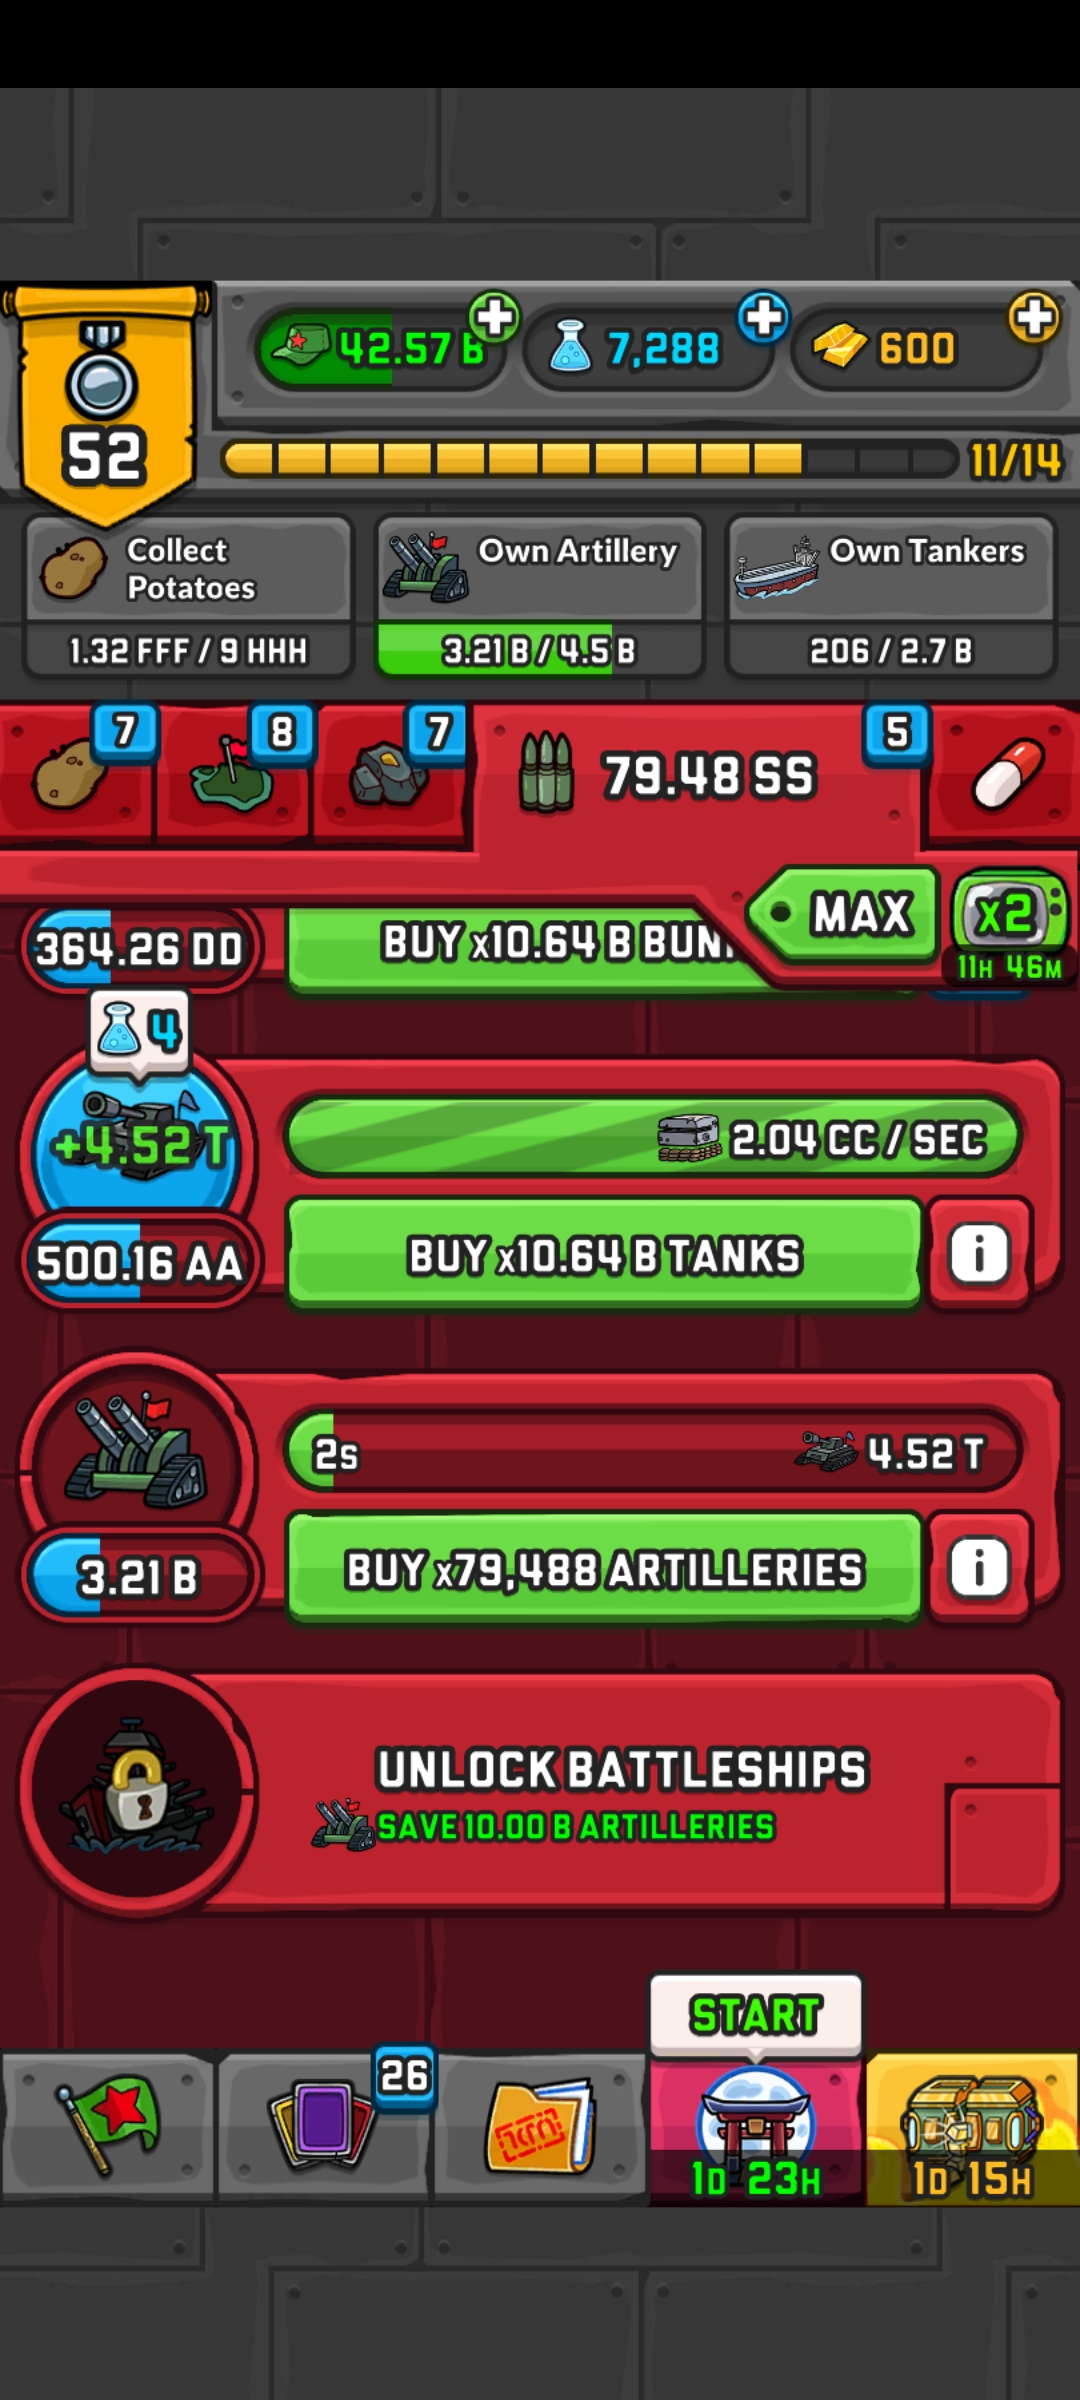 42.57 B
7,288
600
52
11/14
Collect
Potatoes
1.32 FFF / 9 HHH
Own Artillery
3.21 B / 4.5 B
Own Tankers
206 / 2.7 B
7
8
7
79.48 SS
5
MAX
x2
11H 46M
364.26 DD
BUY x10.64 B
4
+4.52 T
2.04 CC / SEC
500.16 AA
BUY x10.64 B TANKS
i
2s
4.52 T
3.21 B
BUY x79,488 ARTILLERIES
i
UNLOCK BATTLESHIPS
SAVE 10.00 B ARTILLERIES
START
26
1D 23H
1D 15H